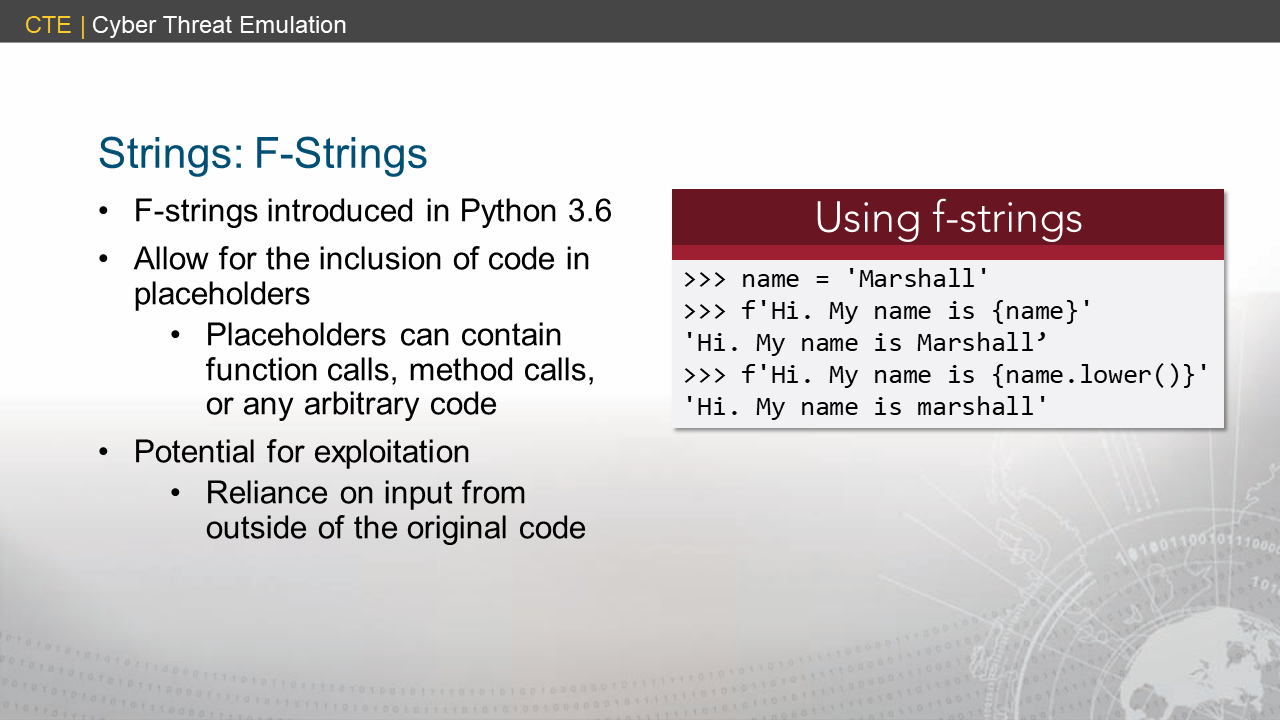 CTE | Cyber Threat Emulation
Strings: F-Strings
• F-strings introduced in Python 3.6
• Allow for the inclusion of code in
placeholders
• Placeholders can contain
function calls, method calls,
or any arbitrary code
• Potential for exploitation
• Reliance on input from
outside of the original code
Using f-strings
>>> name = 'Marshall'
>>> f'Hi. My name is {name}'
'Hi. My name is Marshall’
>>> f'Hi. My name is {name.lower()}'
'Hi. My name is marshall'